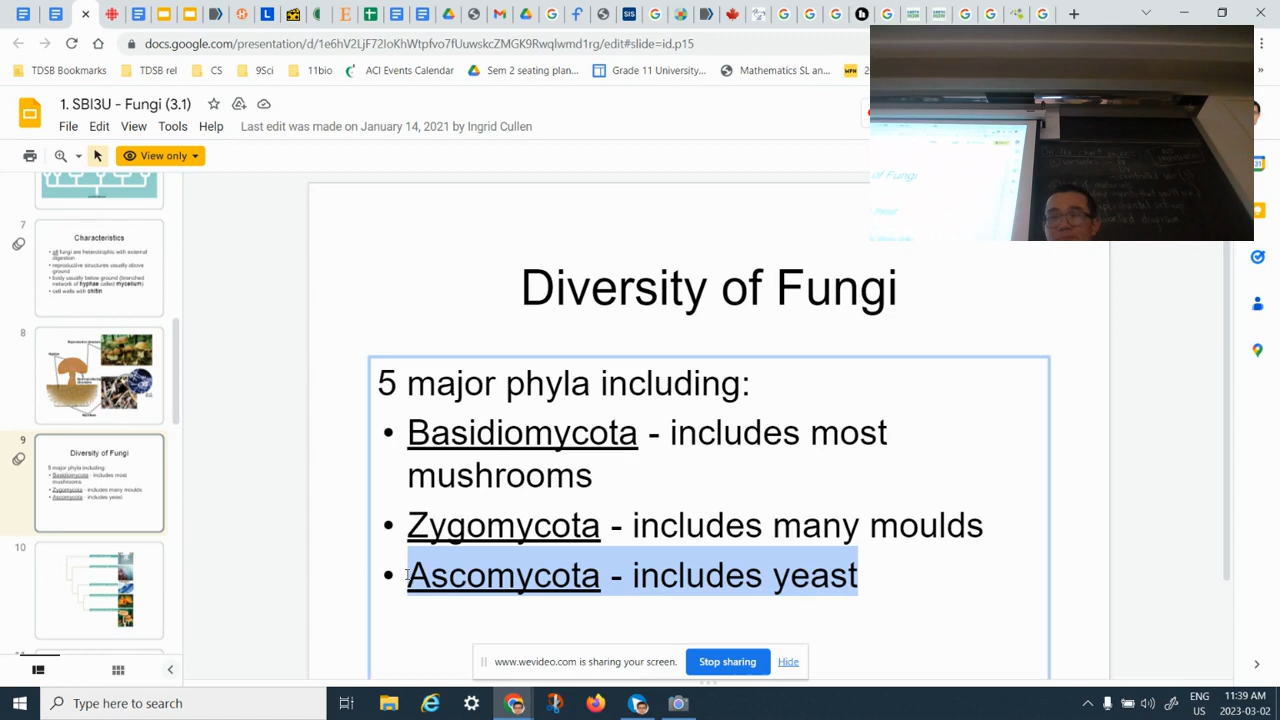 docs.google.com/presentation/d/1e6hV2LjF72IoKhWtpfvo7fUuwskcZMGK9Rwqlwmd1rg/edit#slide=id.p15
TDSB Bookmarks
TDSB rel
CS
9Sci
11bio
ACI Events Calendar
Sem 2 seating plan...
Grade 11 University...
Mathematics SL an...
1. SBI3U - Fungi (3.1)
File Edit View Tools Help
Last edit was made on January 14, 2021 by Ingrid Cullen
View only
7
Characteristics
all fungi are heterotrophic with external
digestion
reproductive structures usually above
ground
body usually below ground (branched
network of hyphae called mycelium)
cell walls with chitin
8
9
Diversity of Fungi
5 major phyla including:
Basidiomycota - includes most
mushrooms
Zygomycota - includes many moulds
Ascomycota - includes yeast
10
of Fungi
Diversity of Fungi
5 major phyla including:
• Basidiomycota - includes most
mushrooms
• Zygomycota - includes many moulds
• Ascomycota - includes yeast
www.wevideo.com is sharing your screen.
Stop sharing
Hide
Type here to search
ENG
US
11:39 AM
2023-03-02